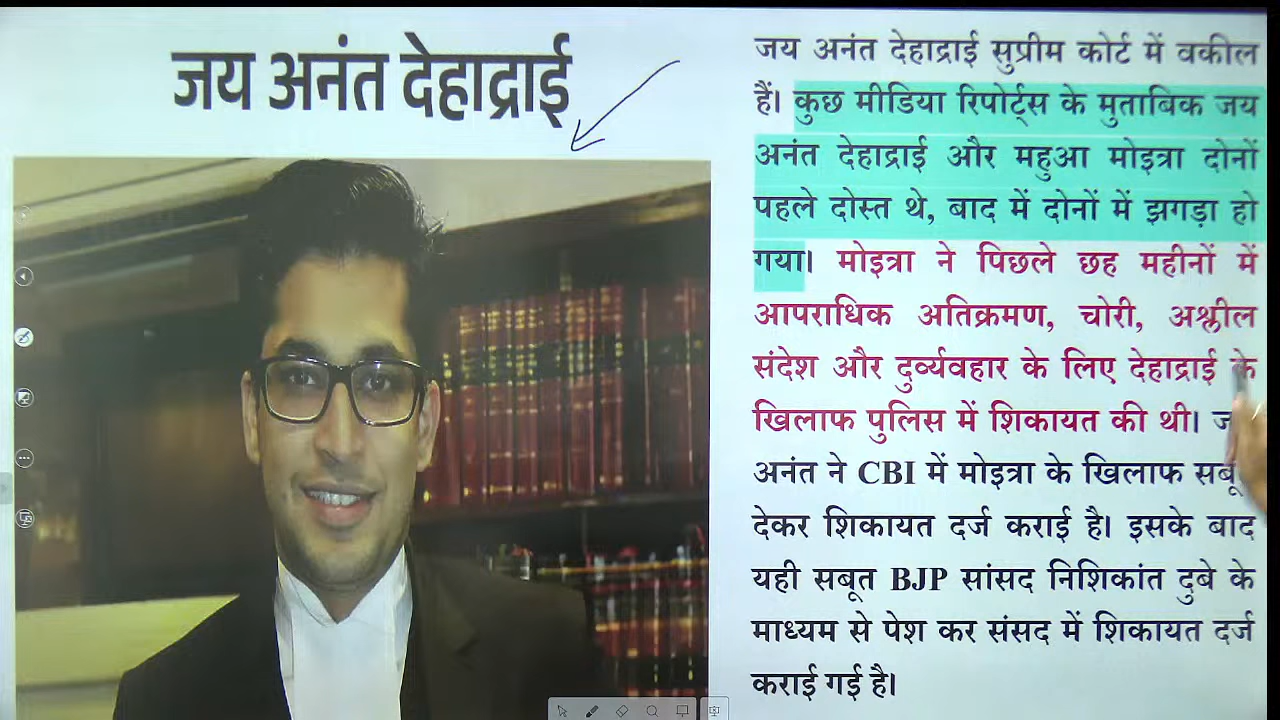 जय अनंत देहाद्राई
जय अनंत देहाद्राई सुप्रीम कोर्ट में वकील
हैं। कुछ मीडिया रिपोर्ट्स के मुताबिक जय
अनंत देहाद्राई और महुआ मोइत्रा दोनों
पहले दोस्त थे, बाद में दोनों में झगड़ा हो
गया। मोइत्रा ने पिछले छह महीनों में
आपराधिक अतिक्रमण, चोरी, अश्लील
संदेश और दुर्व्यवहार के लिए देहाद्राई के
खिलाफ पुलिस में शिकायत की थी।
अनंत ने CBI में मोइत्रा के खिलाफ
देकर शिकायत दर्ज कराई है। इसके बाद
यही सबूत BJP सांसद निशिकांत दुबे के
माध्यम से पेश कर संसद में शिकायत दर्ज
कराई गई है।